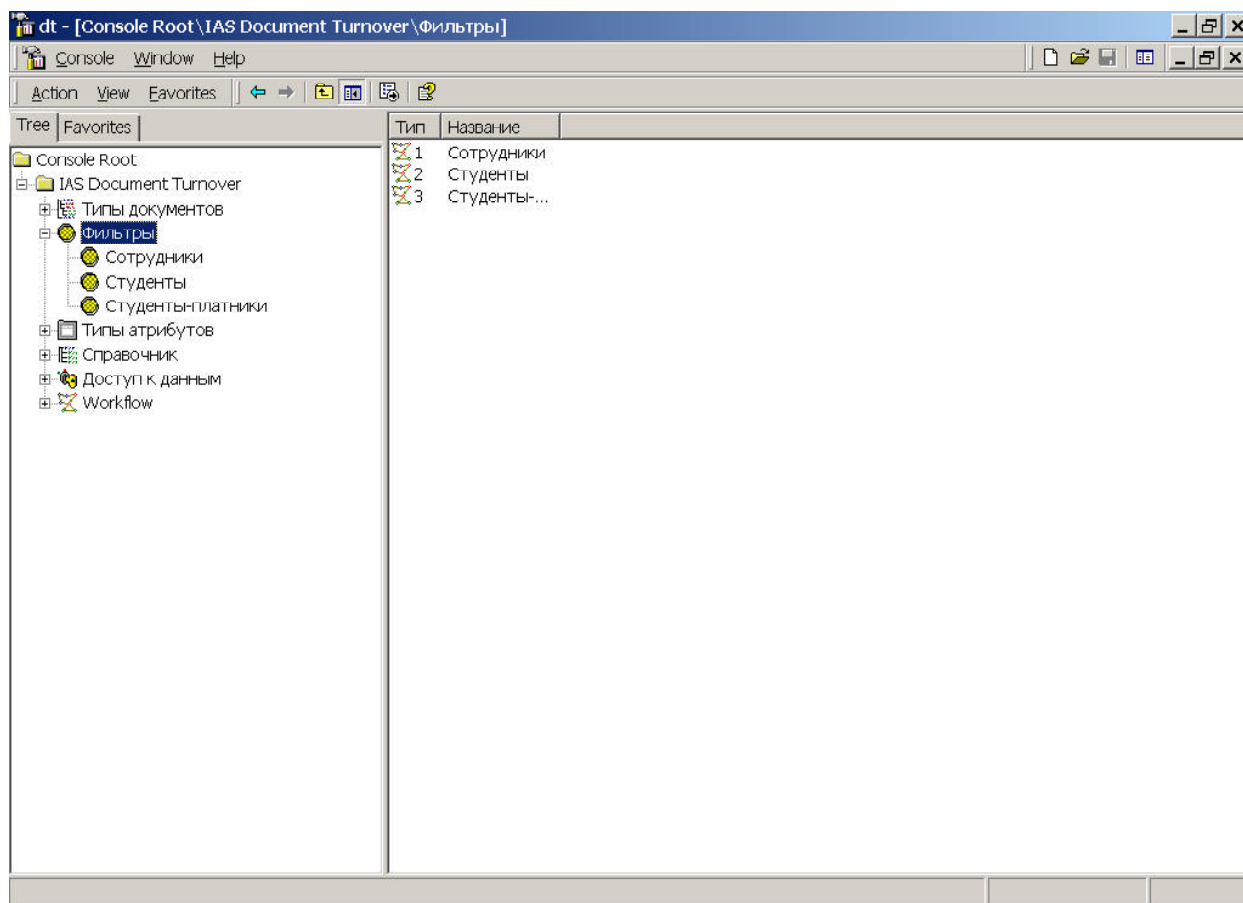 dt - [Console Root\IAS Document Turnover\Фильтры]
Console Window Help
Action View Favorites
Tree Favorites
Тип Название
Console Root
IAS Document Turnover
Типы документов
Фильтры
Сотрудники
Студенты
Студенты-платники
Типы атрибутов
Справочник
Доступ к данным
Workflow
1 Сотрудники
2 Студенты
3 Студенты-...